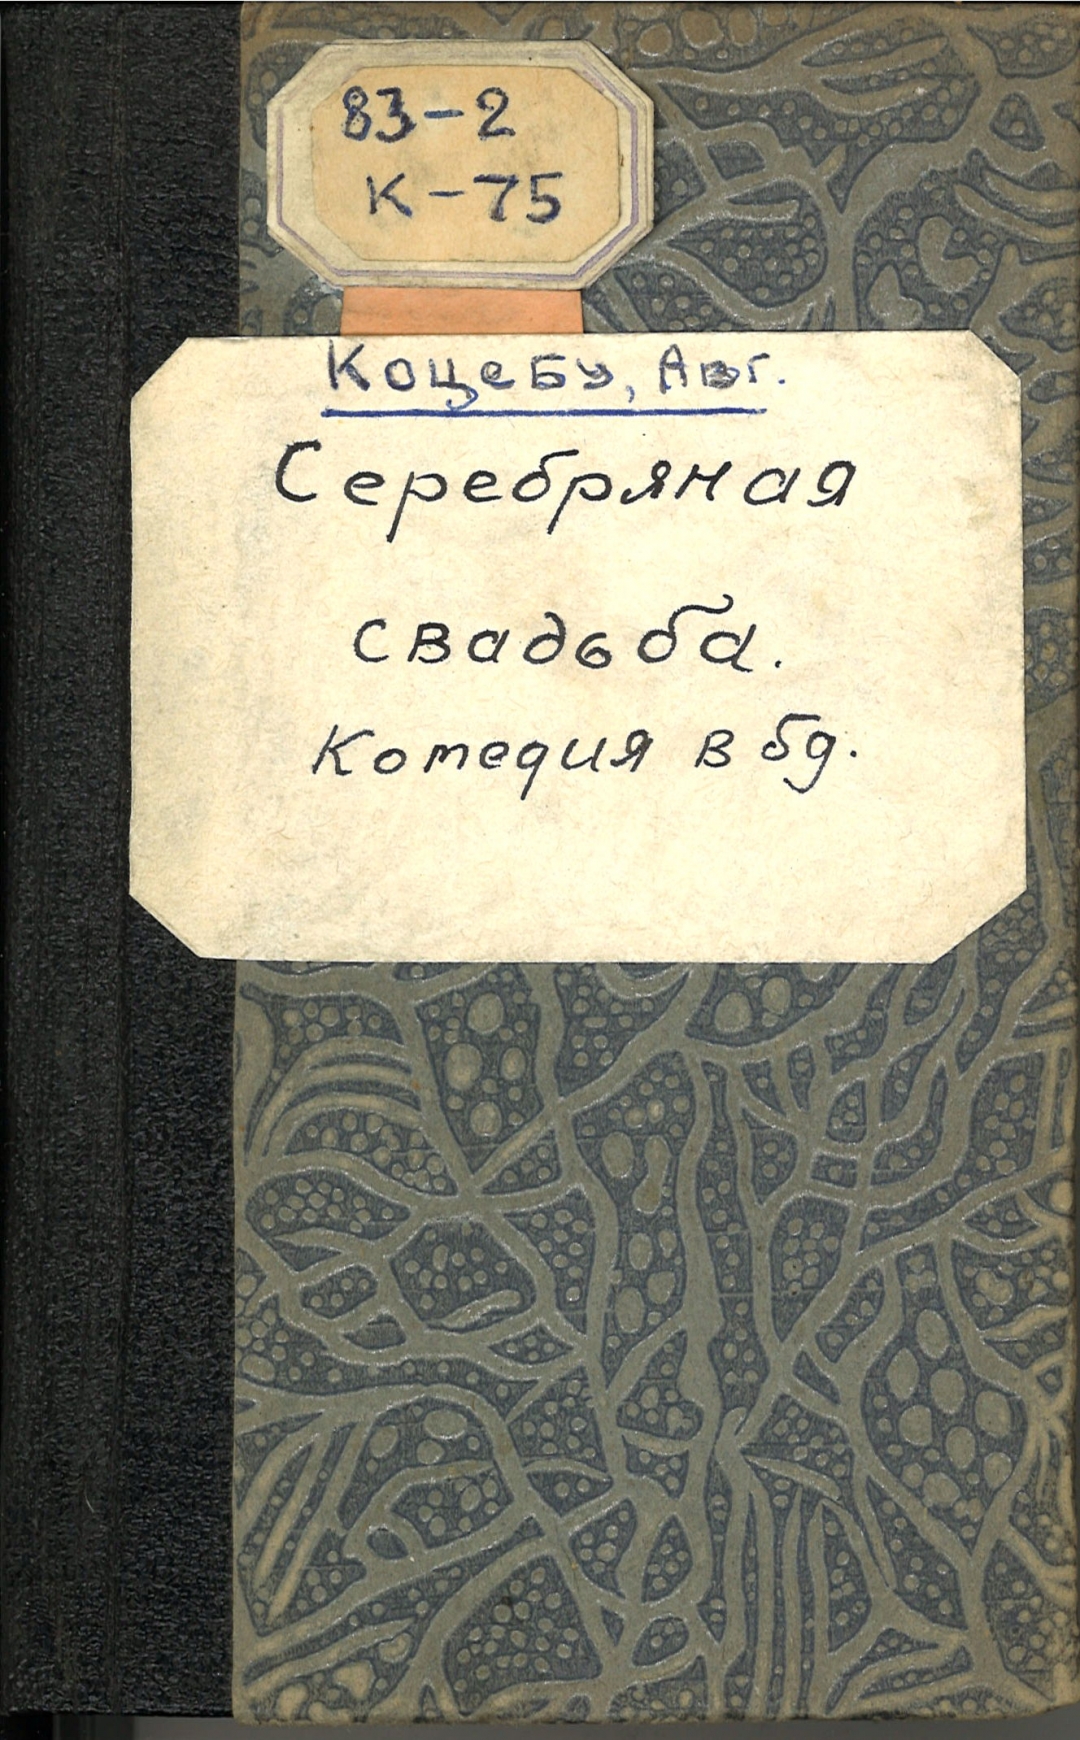 83-2
К-75
Коцебу, Авг.
Серебряная
свадьба.
Комедия в 5д.